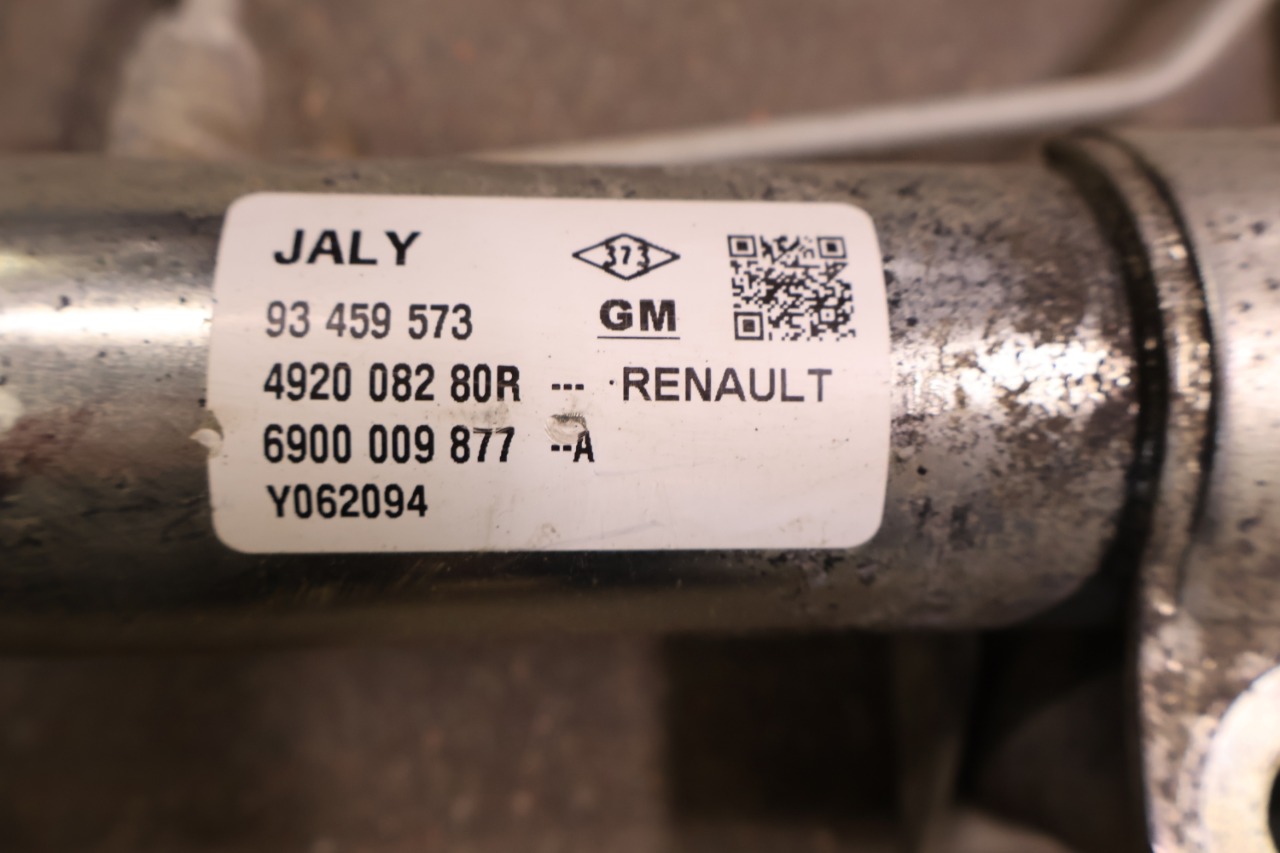 JALY
373
93 459 573
GM
4920 082 80R --- ·RENAULT
6900 009 877 --A
Y062094